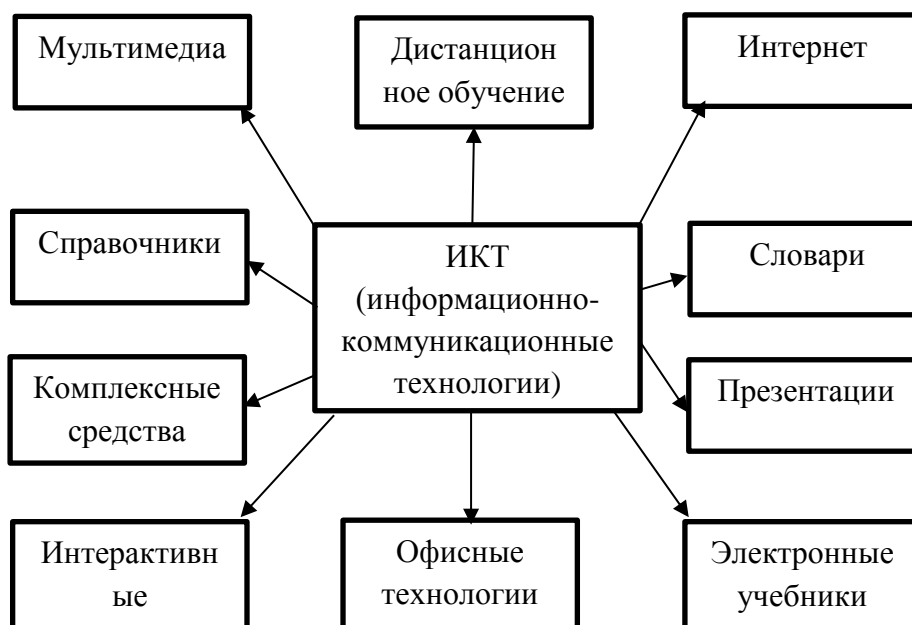 Мультимедиа
Дистанцион
ное обучение
Интернет
Справочники
ИКТ
(информационно-
коммуникационные
технологии)
Словари
Комплексные
средства
Презентации
Интерактивн
ые
Офисные
технологии
Электронные
учебники